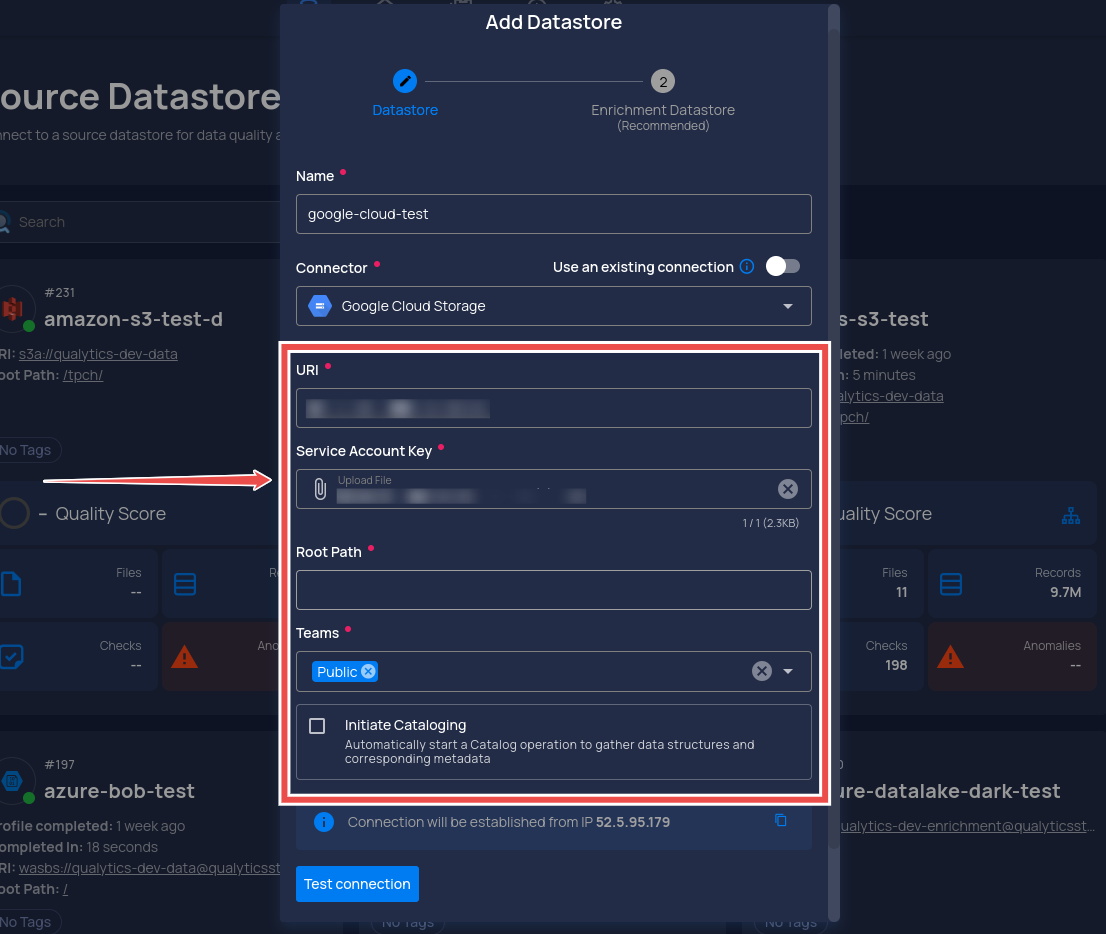 Add Datastore
2
Datastore
Enrichment Datastore
(Recommended)
ource Datastore
nnect to a source datastore for data quality a
Name
google-cloud-test
Search
Connector
Use an existing connection
Google Cloud Storage
#231
amazon-s3-test-d
RI: s3a://qualytics-dev-data
oot Path: /tpch/
No Tags
– Quality Score
Files
--
Re
Checks
--
Ano
URI
Service Account Key
Upload File
1 / 1 (2.3KB)
Root Path
Teams
Public
Initiate Cataloging
Automatically start a Catalog operation to gather data structures and
corresponding metadata
Connection will be established from IP 52.5.95.179
Test connection
s-s3-test
leted: 1 week ago
n: 5 minutes
alytics-dev-data
pch/
uality Score
Files
11
Records
9.7M
Checks
198
Anomalies
--
#197
azure-bob-test
rofile completed: 1 week ago
ompleted In: 18 seconds
RI: wasbs://qualytics-dev-data@qualyticsst
oot Path: /
No Tags
No Tags
0
ure-datalake-dark-test
ualytics-dev-enrichment@qualyticsst...
No Tags